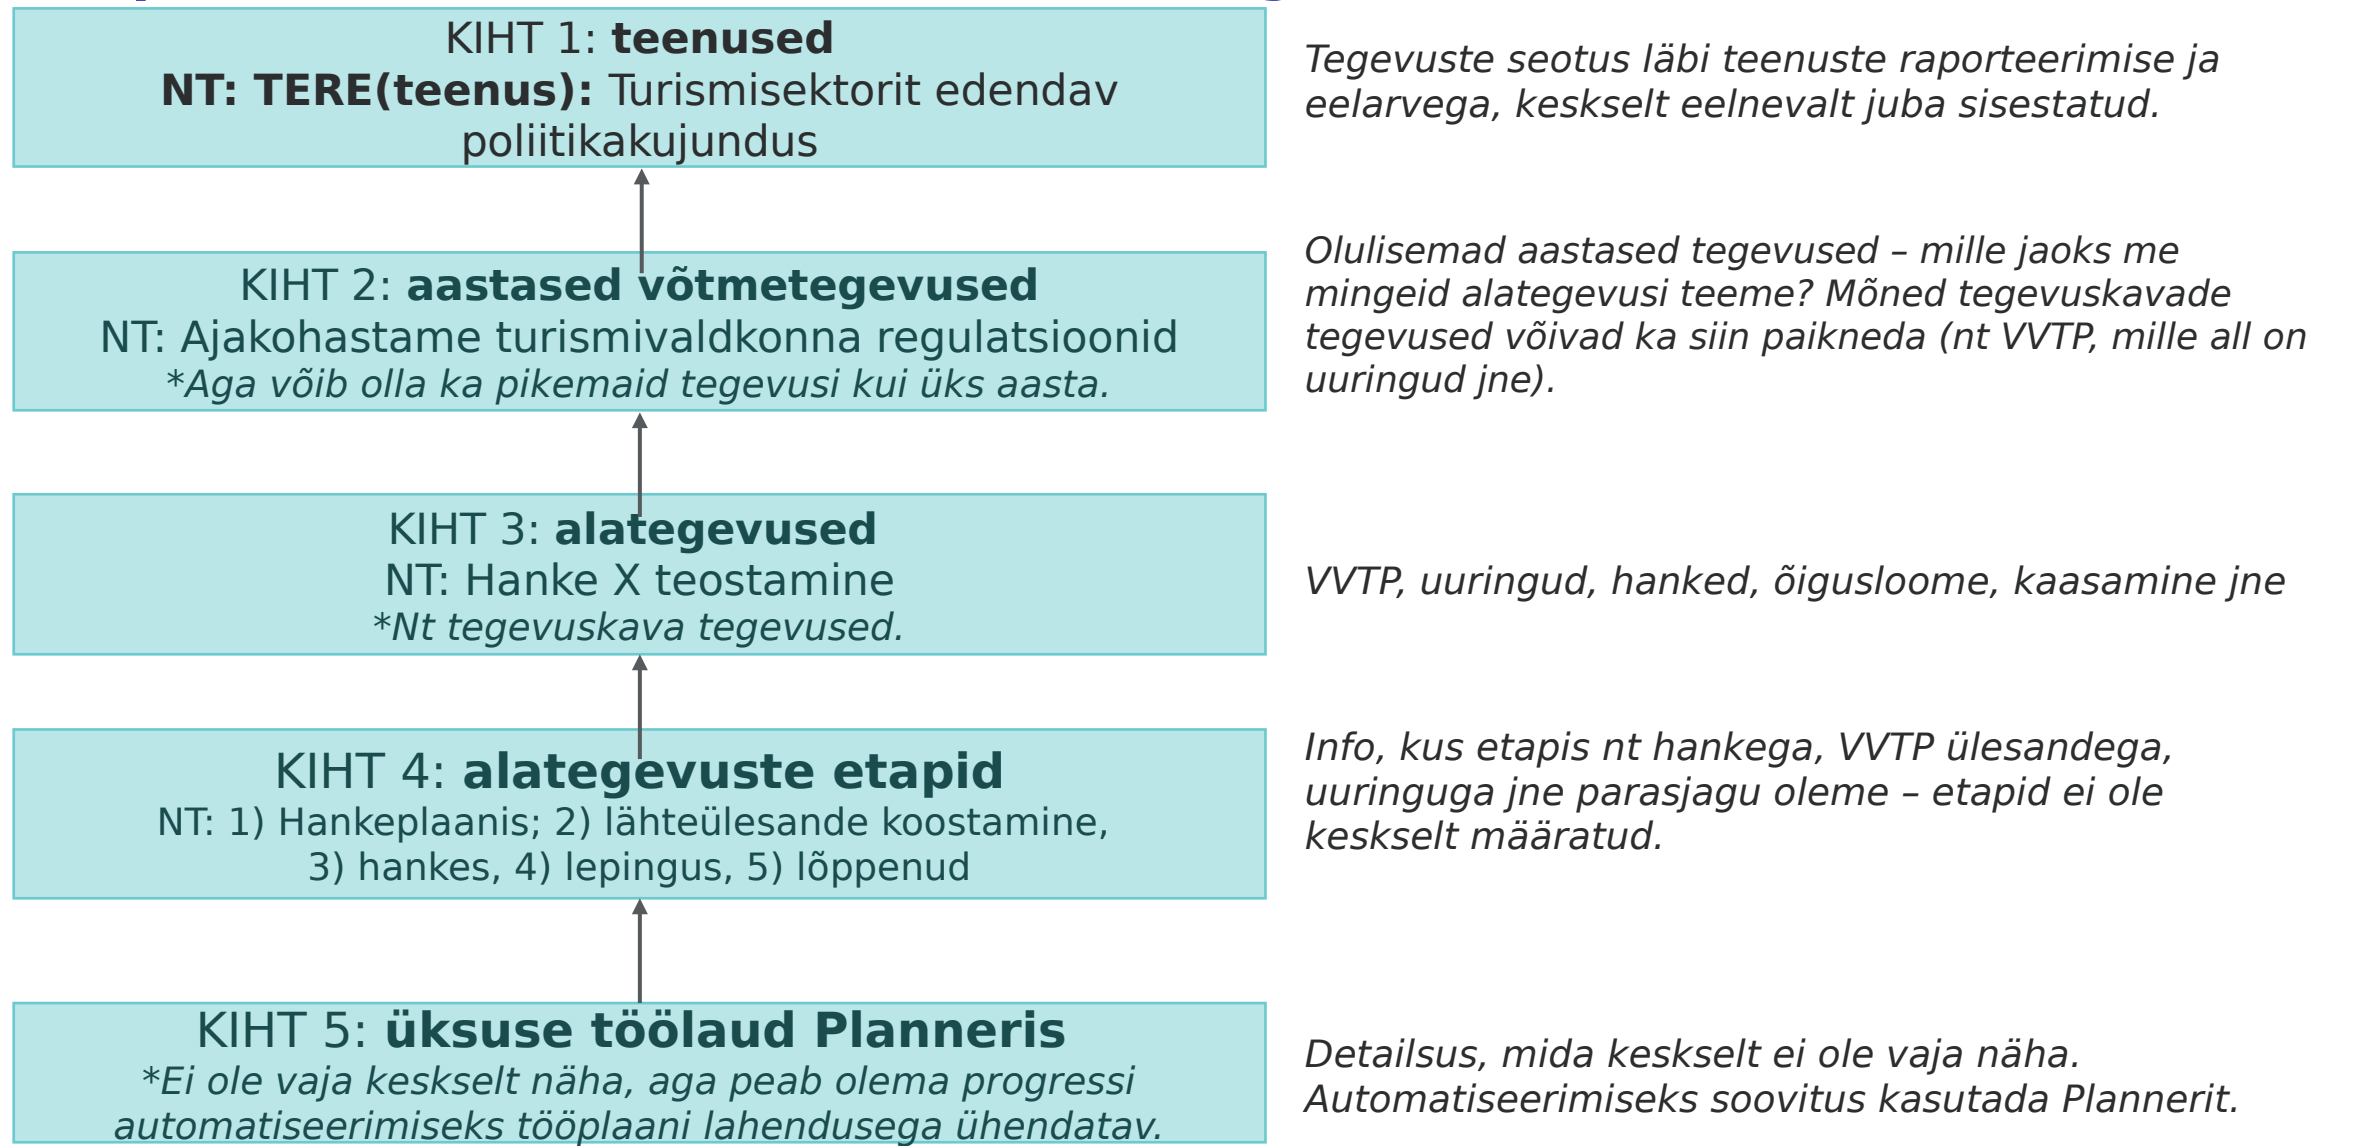 KIHT 1: teenused
NT: TERE(teenus): Turismisektorit edendav
poliitikakujundus
Tegevuste seotus läbi teenuste raporteerimise ja
eelarvega, keskselt eelnevalt juba sisestatud.
KIHT 2: aastased võtmetegevused
NT: Ajakohastame turismivaldkonna regulatsioonid
*Aga võib olla ka pikemaid tegevusi kui üks aasta.
Olulisemad aastased tegevused – mille jaoks me
mingeid alategevusi teeme? Mõned tegevuskavade
tegevused võivad ka siin paikneda (nt VVTP, mille all on
uuringud jne).
KIHT 3: alategevused
NT: Hanke X teostamine
*Nt tegevuskava tegevused.
VVTP, uuringud, hanked, õigusloome, kaasamine jne
KIHT 4: alategevuste etapid
NT: 1) Hankeplaanis; 2) lähteülesande koostamine,
3) hankes, 4) lepingus, 5) lõppenud
Info, kus etapis nt hankega, VVTP ülesandega,
uuringuga jne parasjagu oleme – etapid ei ole
keskselt määratud.
KIHT 5: üksuse töölaud Planneris
*Ei ole vaja keskselt näha, aga peab olema progressi
automatiseerimiseks tööplaani lahendusega ühendatav.
Detailsus, mida keskselt ei ole vaja näha.
Automatiseerimiseks soovitus kasutada Plannerit.